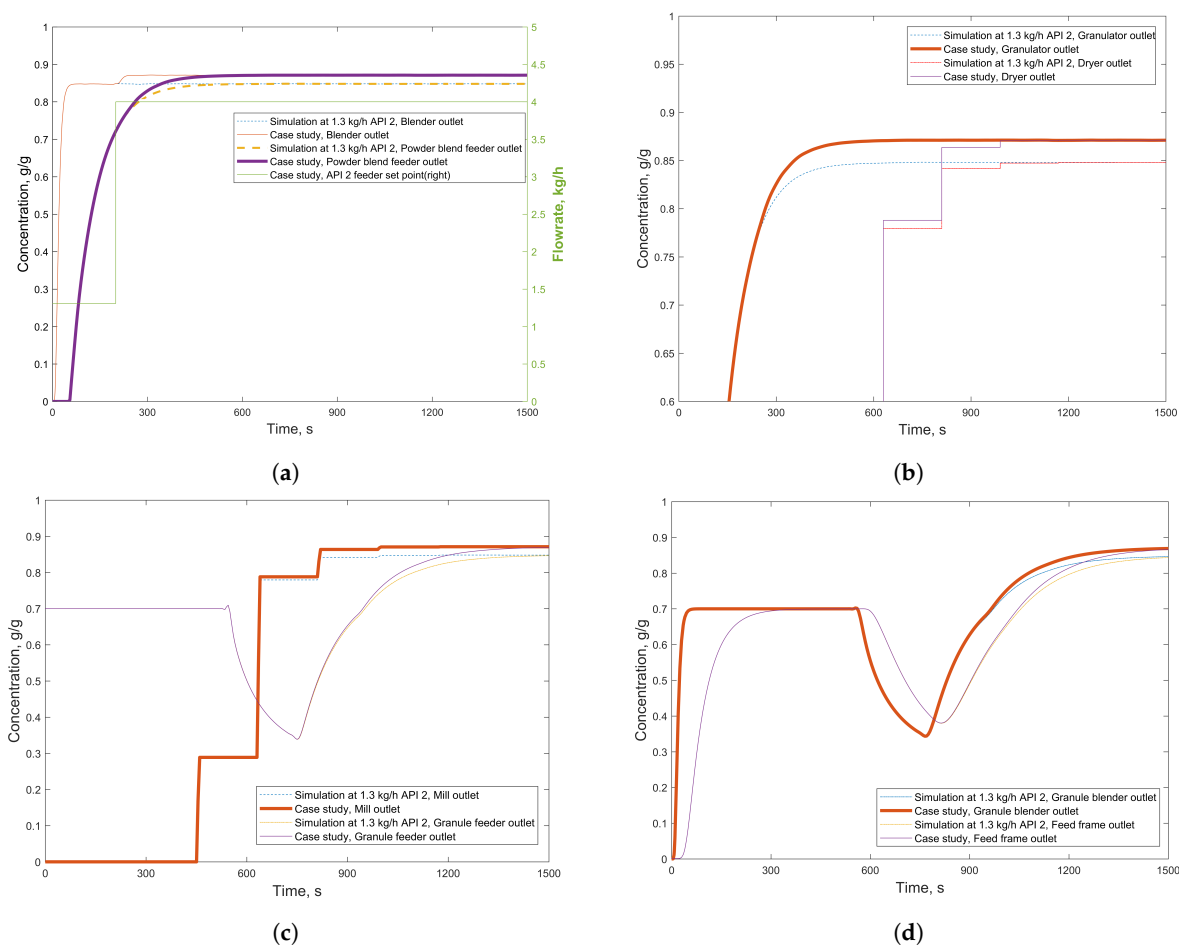 1
0.9
0.8
0.7
0.6
0.5
0.4
0.3
0.2
0.1
0
Concentration, g/g
5
4.5
4
3.5
3
2.5
2
1.5
1
0.5
0
Flowrate, kg/h
Simulation at 1.3 kg/h API 2, Blender outlet
Case study, Blender outlet
Simulation at 1.3 kg/h API 2, Powder blend feeder outlet
Case study, Powder blend feeder outlet
Case study, API 2 feeder set point(right)
0 300 600 900 1200 1500
Time, s
(a)
0.95
0.9
0.85
0.8
0.75
0.7
0.65
0.6
Concentration, g/g
Simulation at 1.3 kg/h API 2, Granulator outlet
Case study, Granulator outlet
Simulation at 1.3 kg/h API 2, Dryer outlet
Case study, Dryer outlet
0 300 600 900 1200 1500
Time, s
(b)
1
0.9
0.8
0.7
0.6
0.5
0.4
0.3
0.2
0.1
0
Concentration, g/g
Simulation at 1.3 kg/h API 2, Mill outlet
Case study, Mill outlet
Simulation at 1.3 kg/h API 2, Granule feeder outlet
Case study, Granule feeder outlet
0 300 600 900 1200 1500
Time, s
(c)
1
0.9
0.8
0.7
0.6
0.5
0.4
0.3
0.2
0.1
0
Concentration, g/g
Simulation at 1.3 kg/h API 2, Granule blender outlet
Case study, Granule blender outlet
Simulation at 1.3 kg/h API 2, Feed frame outlet
Case study, Feed frame outlet
0 300 600 900 1200 1500
Time, s
(d)